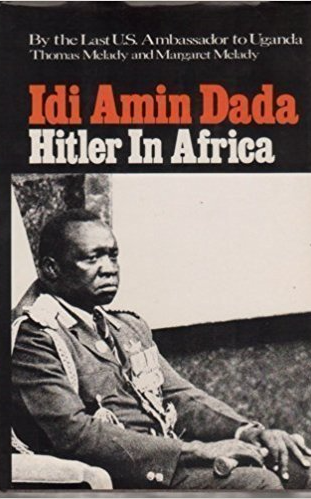 By the Last U.S. Ambassador to Uganda
Thomas Melady and Margaret Melady
Idi Amin Dada
Hitler In Africa